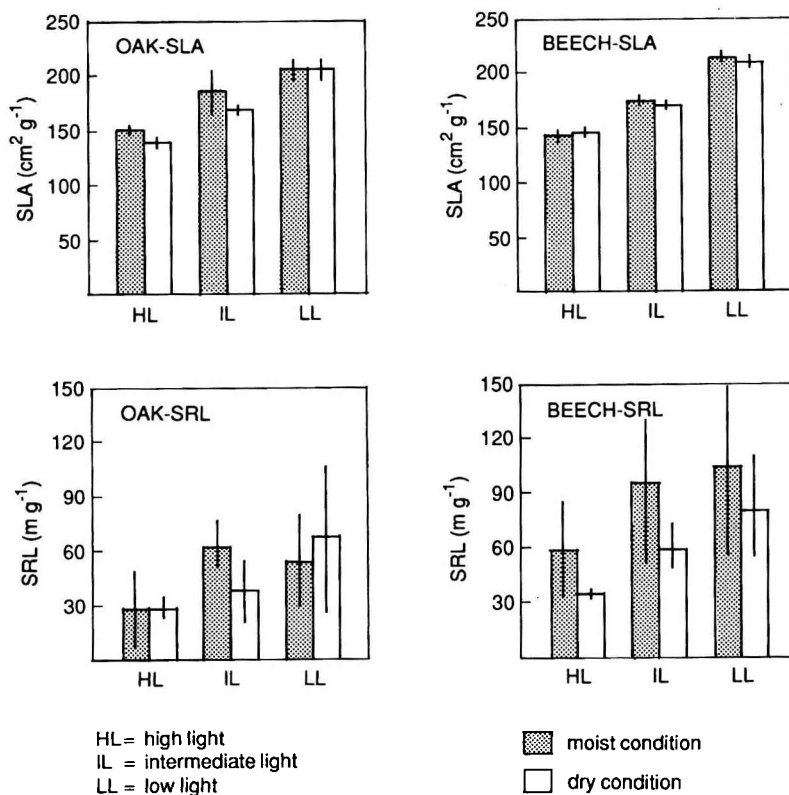 OAK-SLA
250
200
150
100
50
SLA (cm² g⁻¹)
HL IL LL
BEECH-SLA
250
200
150
100
50
SLA (cm² g⁻¹)
HL IL LL
OAK-SRL
150
120
90
60
30
SRL (m g⁻¹)
HL IL LL
BEECH-SRL
150
120
90
60
30
SRL (m g⁻¹)
HL IL LL
HL = high light
IL = intermediate light
LL = low light
moist condition
dry condition